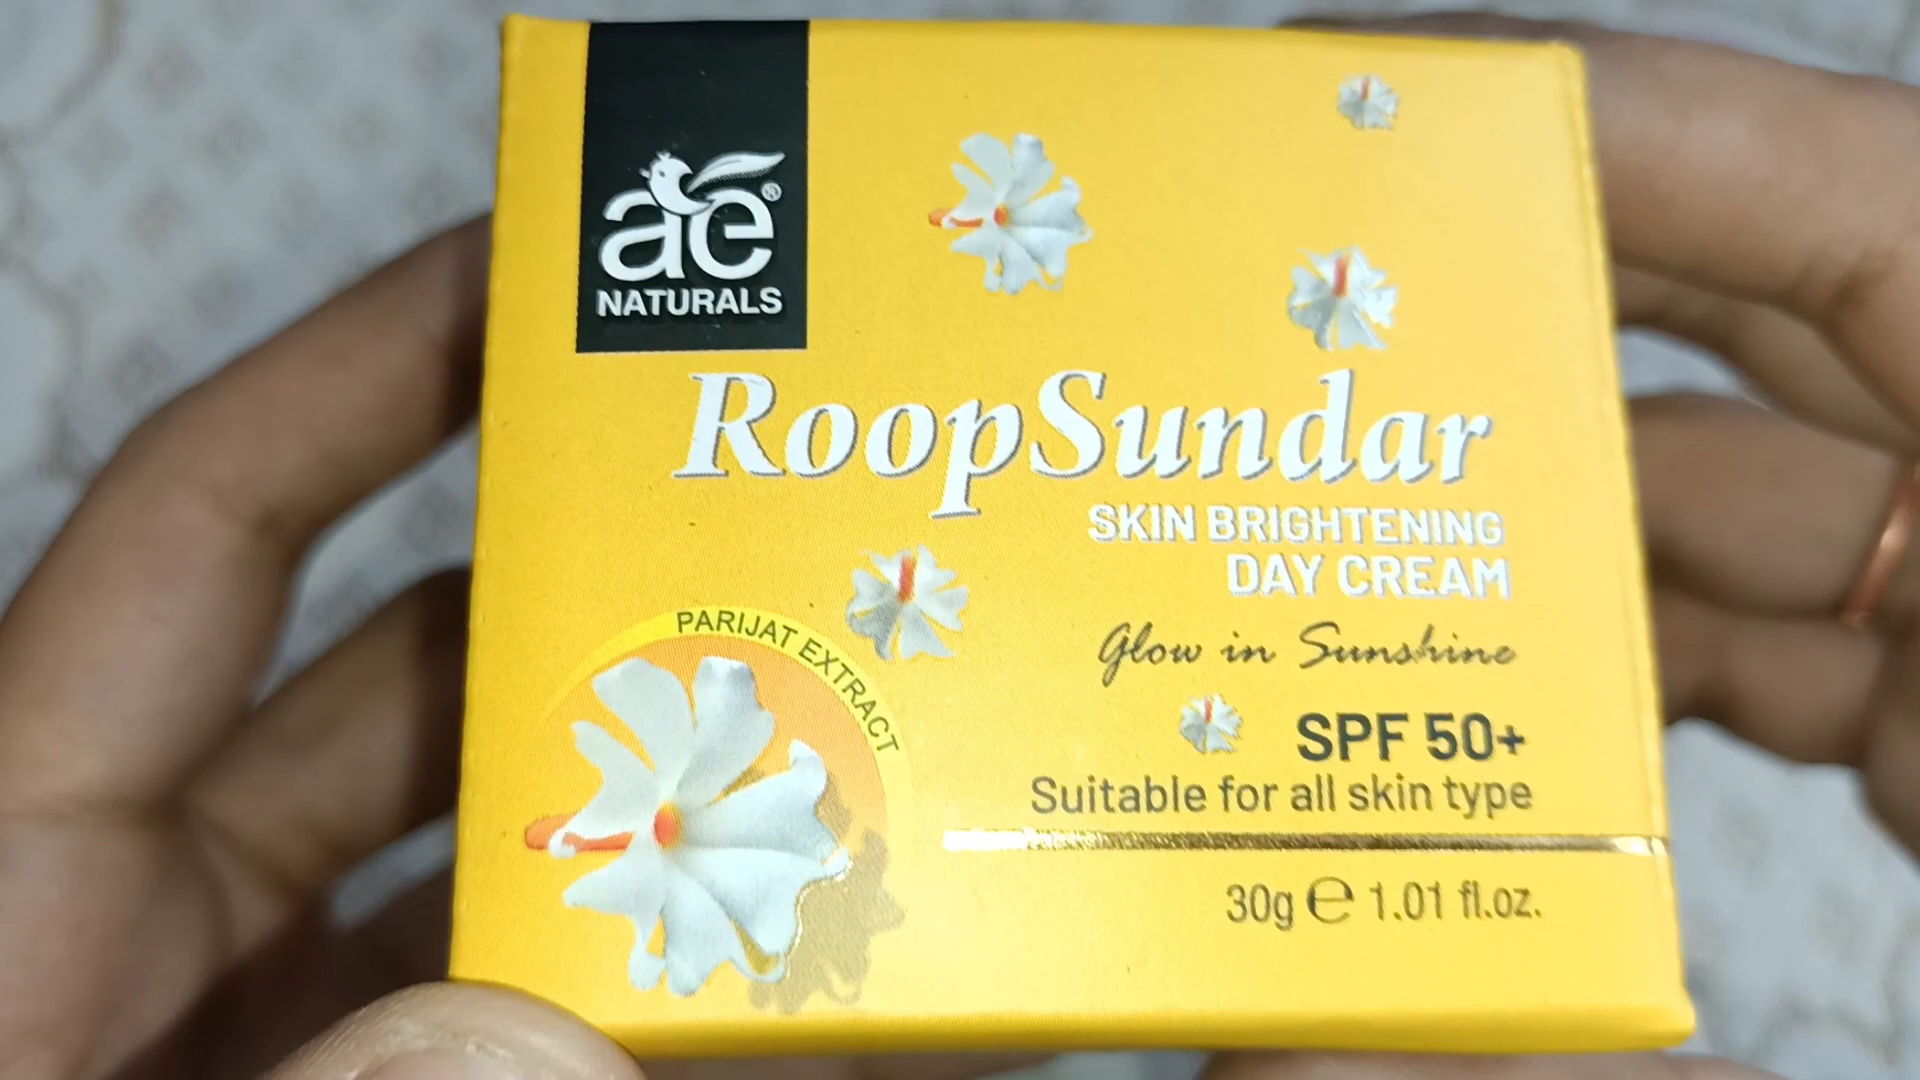 ae®
NATURALS
RoopSundar
SKIN BRIGHTENING
DAY CREAM
Glow in Sunshine
PARIJAT EXTRACT
SPF 50+
Suitable for all skin type
30g ℮ 1.01 fl.oz.